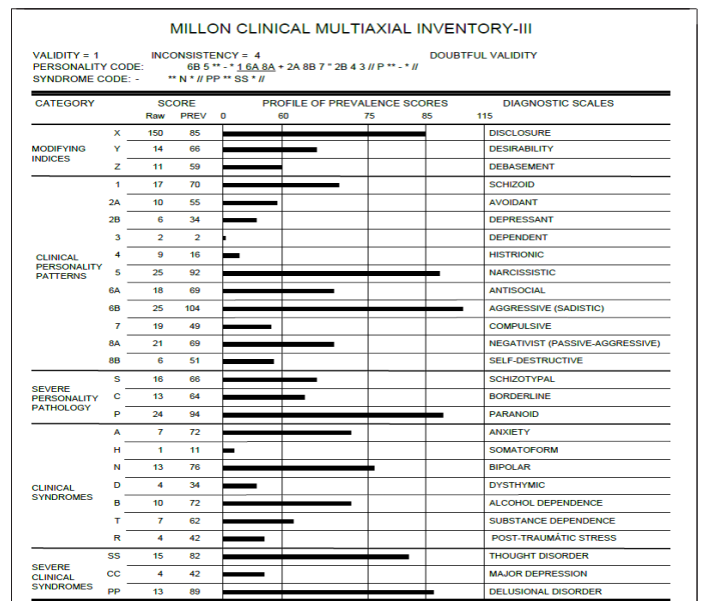 MILLON CLINICAL MULTIAXIAL INVENTORY-III
VALIDITY = 1 INCONSISTENCY = 4 DOUBTFUL VALIDITY
PERSONALITY CODE: 6B 5 ** - * 1 6A 8A + 2A 8B 7 " 2B 4 3 // P ** - * //
SYNDROME CODE: - ** N * // PP ** SS * //
CATEGORY SCORE PROFILE OF PREVALENCE SCORES DIAGNOSTIC SCALES
Raw PREV 0 60 75 85 115
X 150 85 DISCLOSURE
MODIFYING INDICES Y 14 66 DESIRABILITY
Z 11 59 DEBASEMENT
1 17 70 SCHIZOID
2A 10 55 AVOIDANT
2B 6 34 DEPRESSANT
3 2 2 DEPENDENT
CLINICAL PERSONALITY PATTERNS 4 9 16 HISTRIONIC
5 25 92 NARCISSISTIC
6A 18 69 ANTISOCIAL
6B 25 104 AGGRESSIVE (SADISTIC)
7 19 49 COMPULSIVE
8A 21 69 NEGATIVIST (PASSIVE-AGGRESSIVE)
8B 6 51 SELF-DESTRUCTIVE
S 16 66 SCHIZOTYPAL
SEVERE PERSONALITY PATHOLOGY C 13 64 BORDERLINE
P 24 94 PARANOID
A 7 72 ANXIETY
H 1 11 SOMATOFORM
N 13 76 BIPOLAR
CLINICAL SYNDROMES D 4 34 DYSTHYMIC
B 10 72 ALCOHOL DEPENDENCE
T 7 62 SUBSTANCE DEPENDENCE
R 4 42 POST-TRAUMÁTIC STRESS
SS 15 82 THOUGHT DISORDER
SEVERE CLINICAL SYNDROMES CC 4 42 MAJOR DEPRESSION
PP 13 89 DELUSIONAL DISORDER